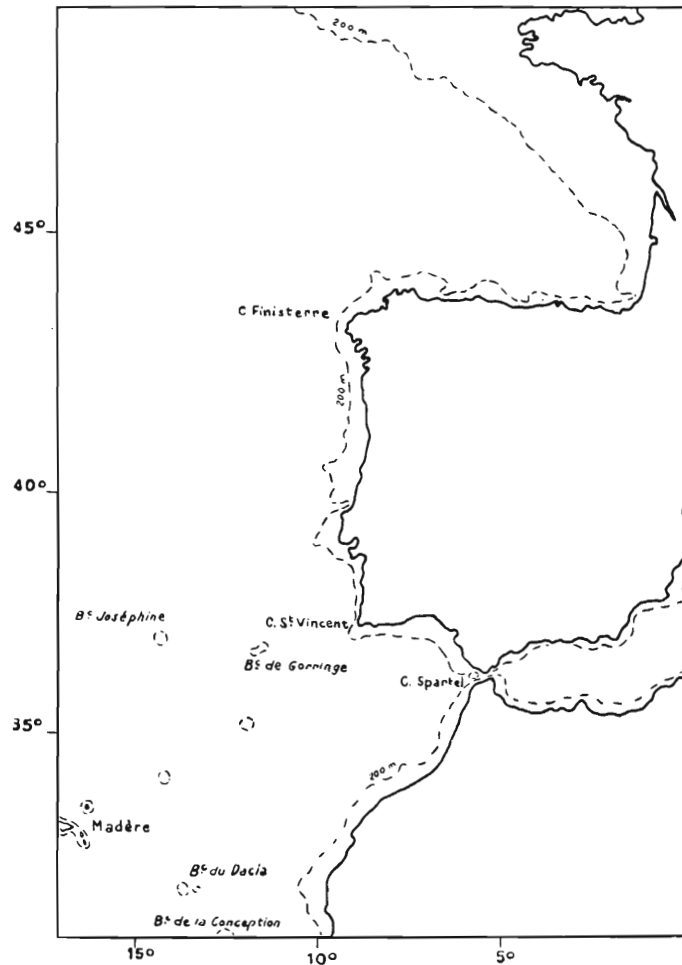 200 m
45°
C Finisterre
200 m
40°
Bᶜ Joséphine
C. Sᵗ Vincent
Bᶜ de Gorringe
C. Spartel
35°
200 m
Madère
Bᶜ du Dacia
Bᶜ de la Conception
15°
10°
5°